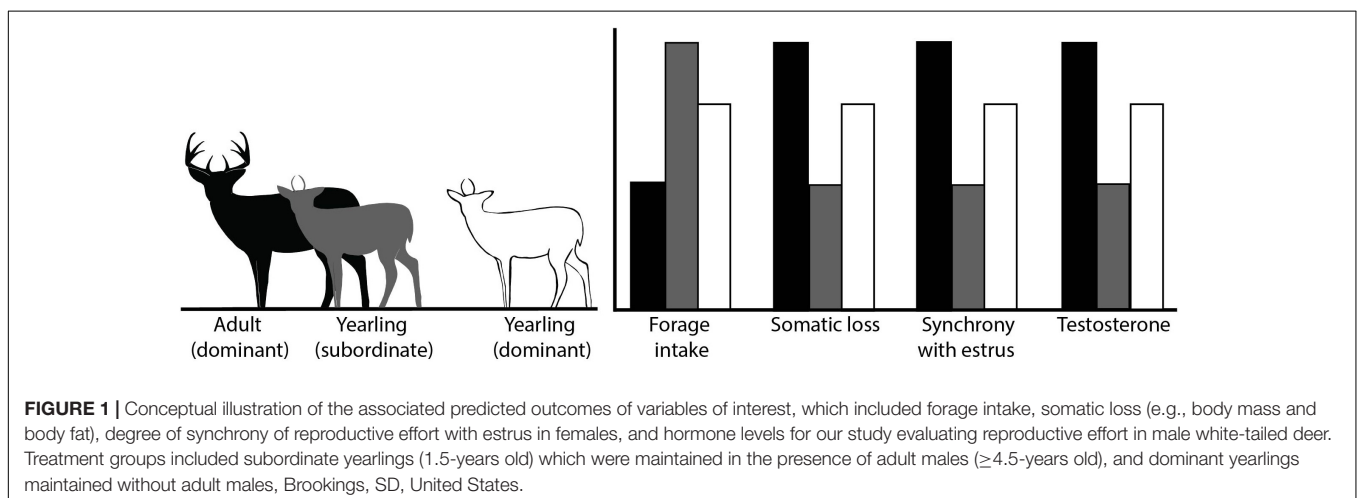 Adult
(dominant)
Yearling
(subordinate)
Yearling
(dominant)
Forage
intake
Somatic loss
Synchrony
with estrus
Testosterone
FIGURE 1 | Conceptual illustration of the associated predicted outcomes of variables of interest, which included forage intake, somatic loss (e.g., body mass and
body fat), degree of synchrony of reproductive effort with estrus in females, and hormone levels for our study evaluating reproductive effort in male white-tailed deer.
Treatment groups included subordinate yearlings (1.5-years old) which were maintained in the presence of adult males (≥4.5-years old), and dominant yearlings
maintained without adult males, Brookings, SD, United States.